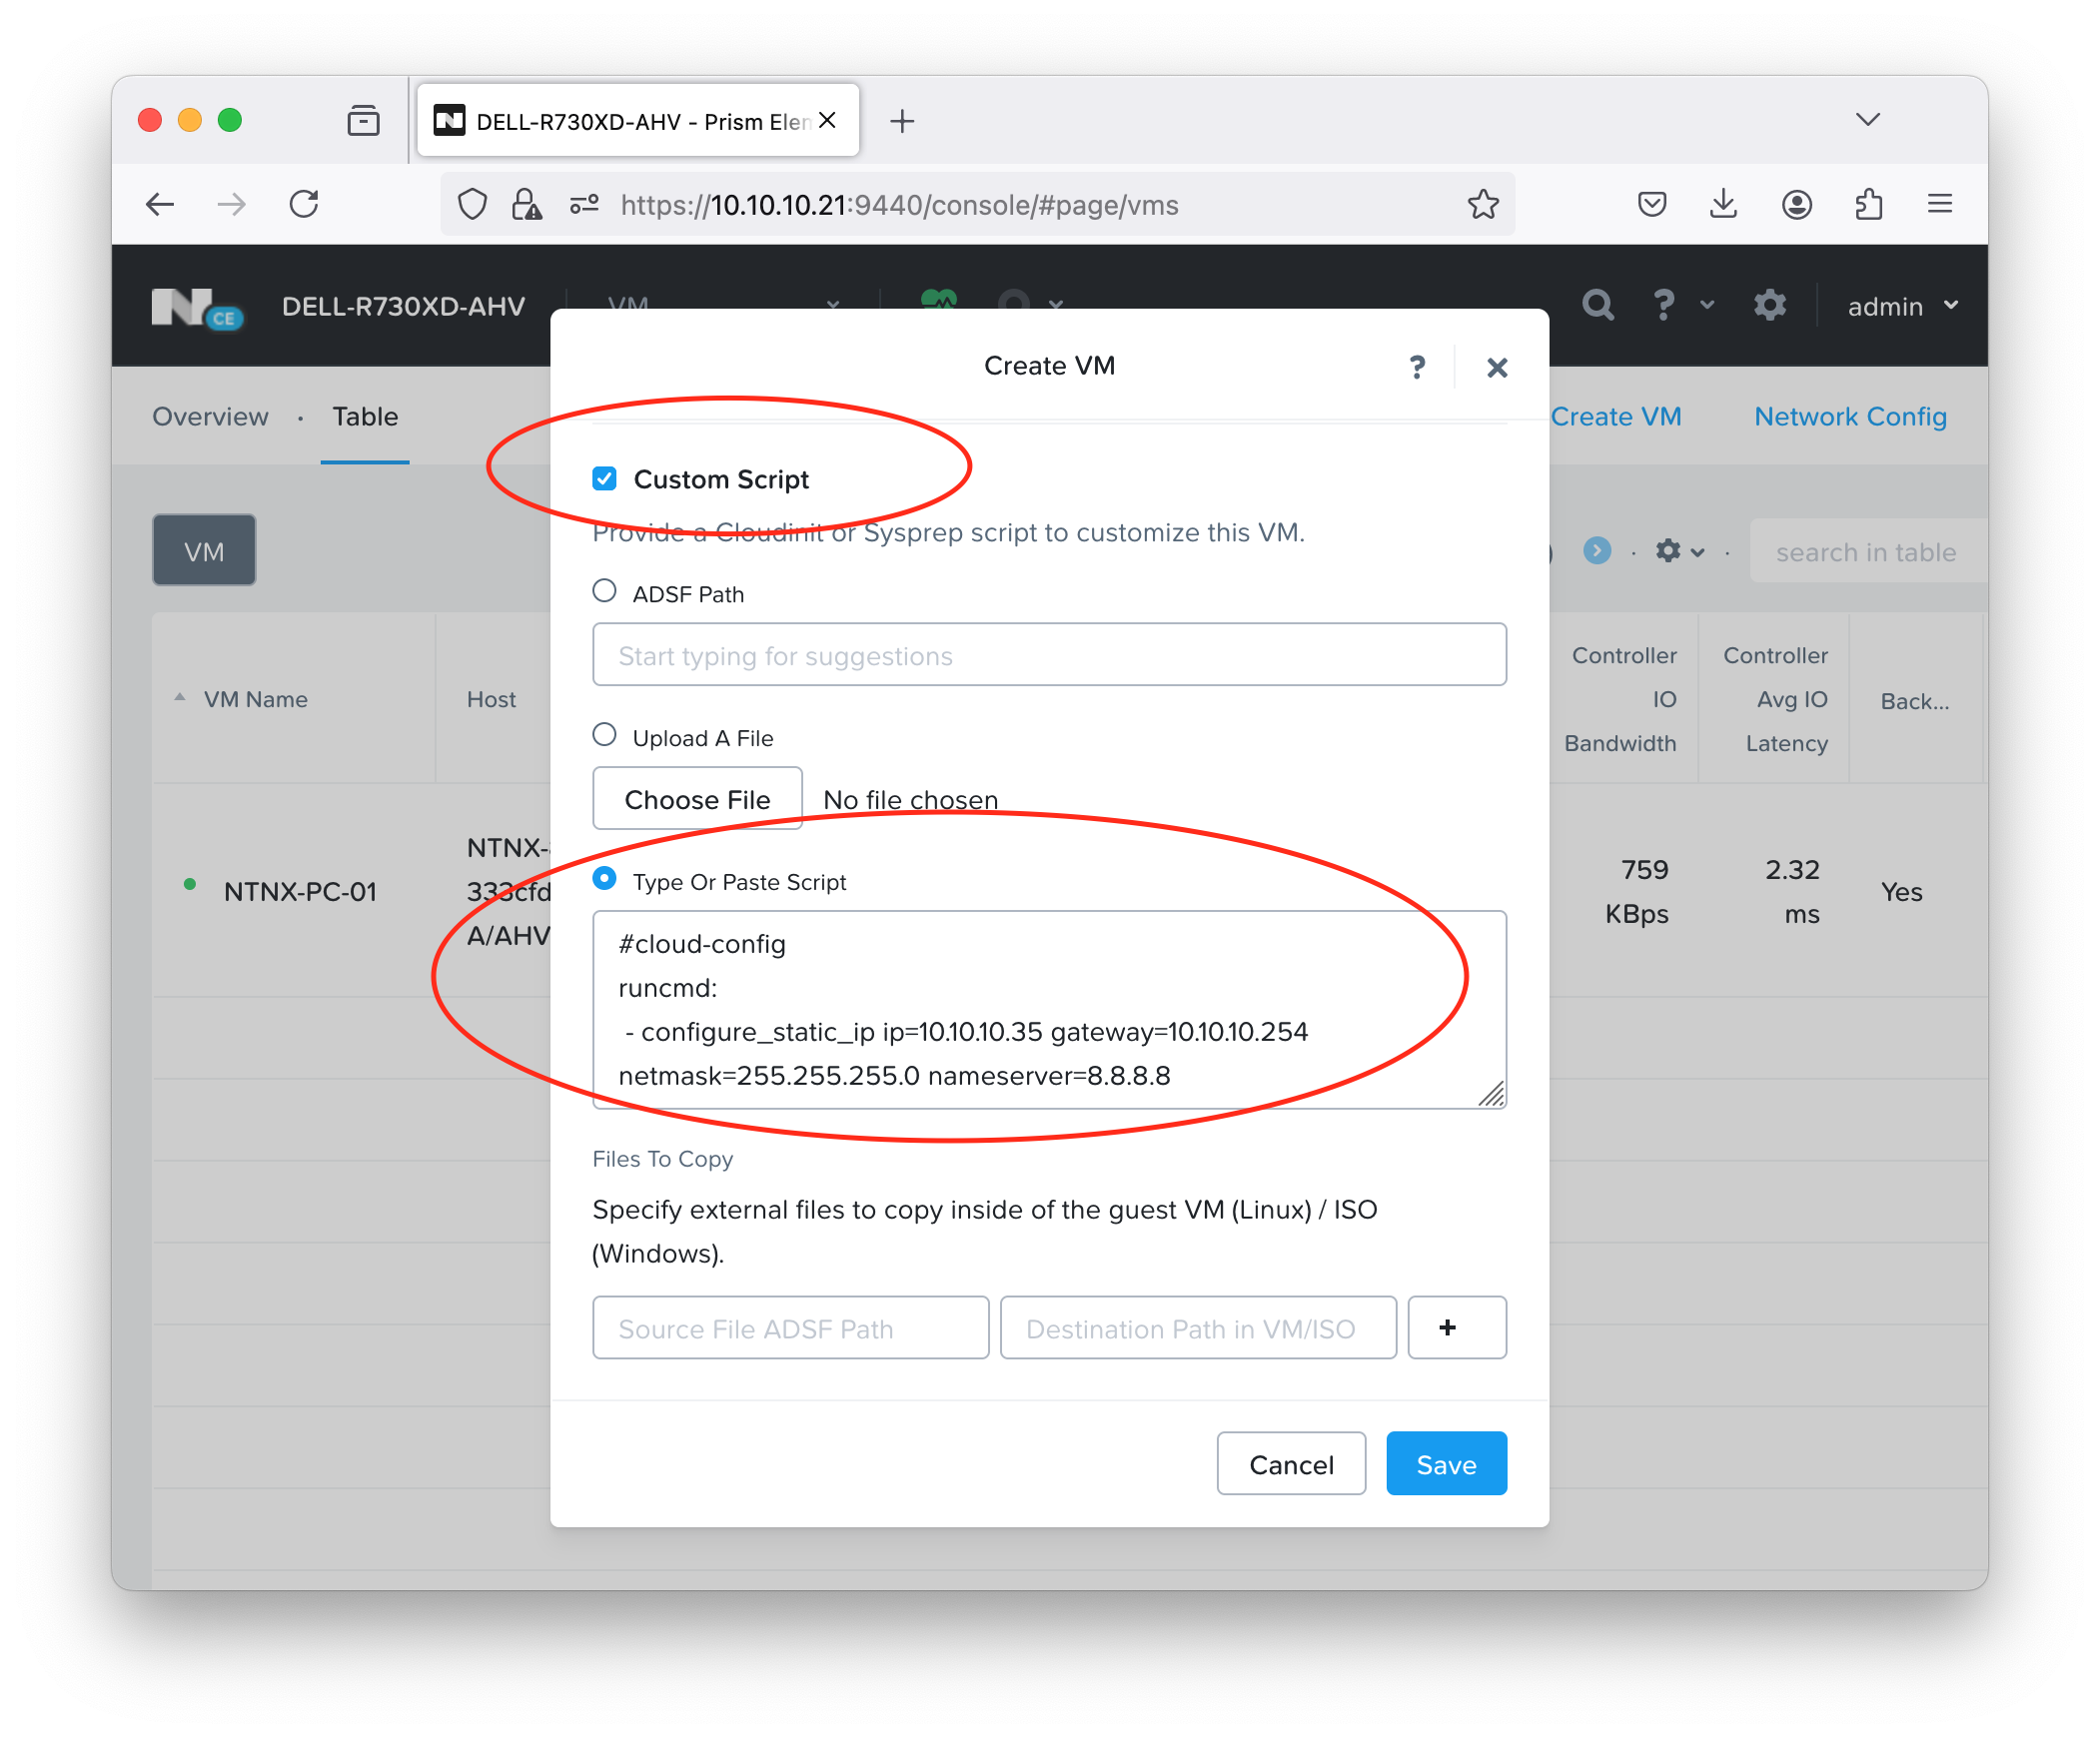 DELL-R730XD-AHV - Prism Elen
https://10.10.10.21:9440/console/#page/vms
CE
DELL-R730XD-AHV
VM
admin
Create VM
Overview · Table
Create VM
Network Config
Custom Script
Provide a Cloudinit or Sysprep script to customize this VM.
VM
search in table
ADSF Path
Start typing for suggestions
VM Name
Host
Controller
IO
Bandwidth
Controller
Avg IO
Latency
Back...
Upload A File
Choose File
No file chosen
NTNX-PC-01
NTNX-
333cfd
A/AHV
759
KBps
2.32
ms
Yes
Type Or Paste Script
#cloud-config
runcmd:
- configure_static_ip ip=10.10.10.35 gateway=10.10.10.254
netmask=255.255.255.0 nameserver=8.8.8.8
Files To Copy
Specify external files to copy inside of the guest VM (Linux) / ISO
(Windows).
Source File ADSF Path
Destination Path in VM/ISO
+
Cancel
Save